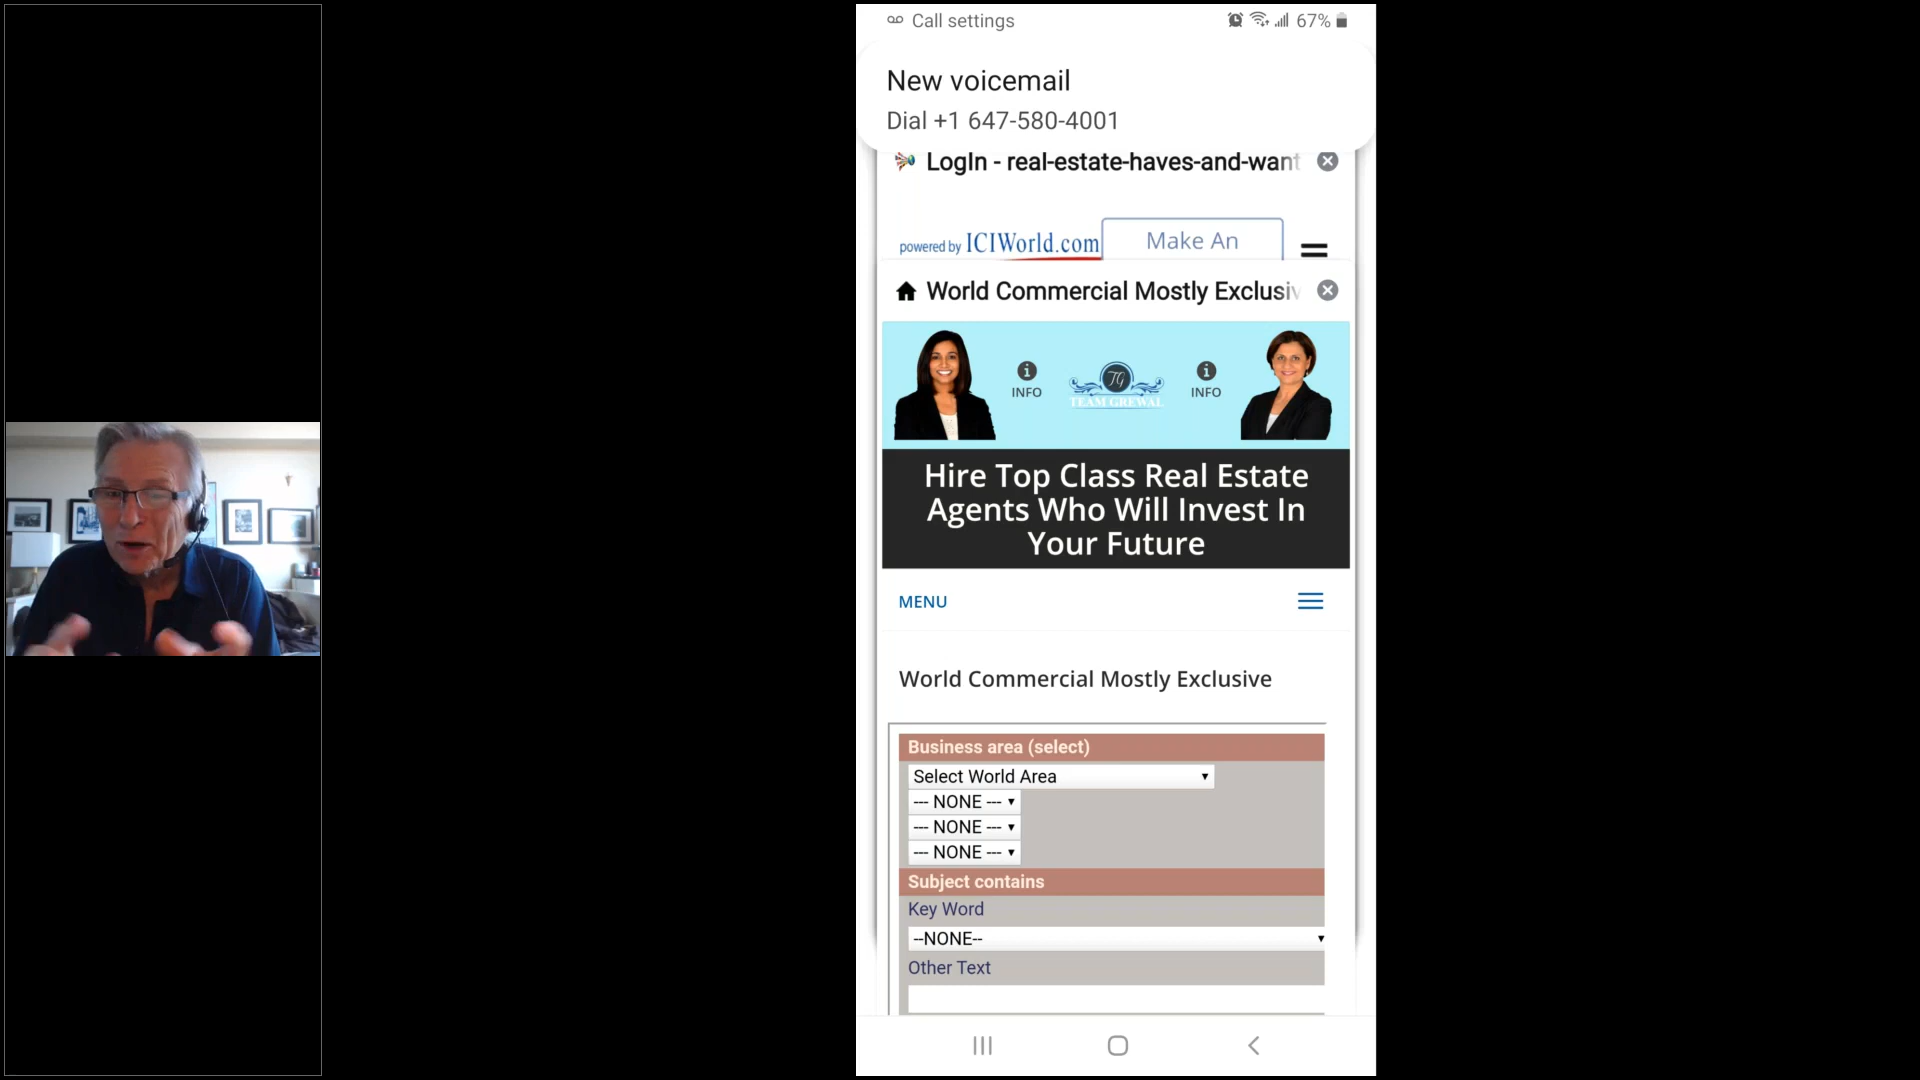 Call settings
67%
New voicemail
Dial +1 647-580-4001
LogIn - real-estate-haves-and-want
powered by ICIWorld.com
Make An
World Commercial Mostly Exclusiv
INFO
TG
TEAM GREWAL
INFO
Hire Top Class Real Estate
Agents Who Will Invest In
Your Future
MENU
World Commercial Mostly Exclusive
Business area (select)
Select World Area
--- NONE ---
--- NONE ---
--- NONE ---
Subject contains
Key Word
--NONE--
Other Text